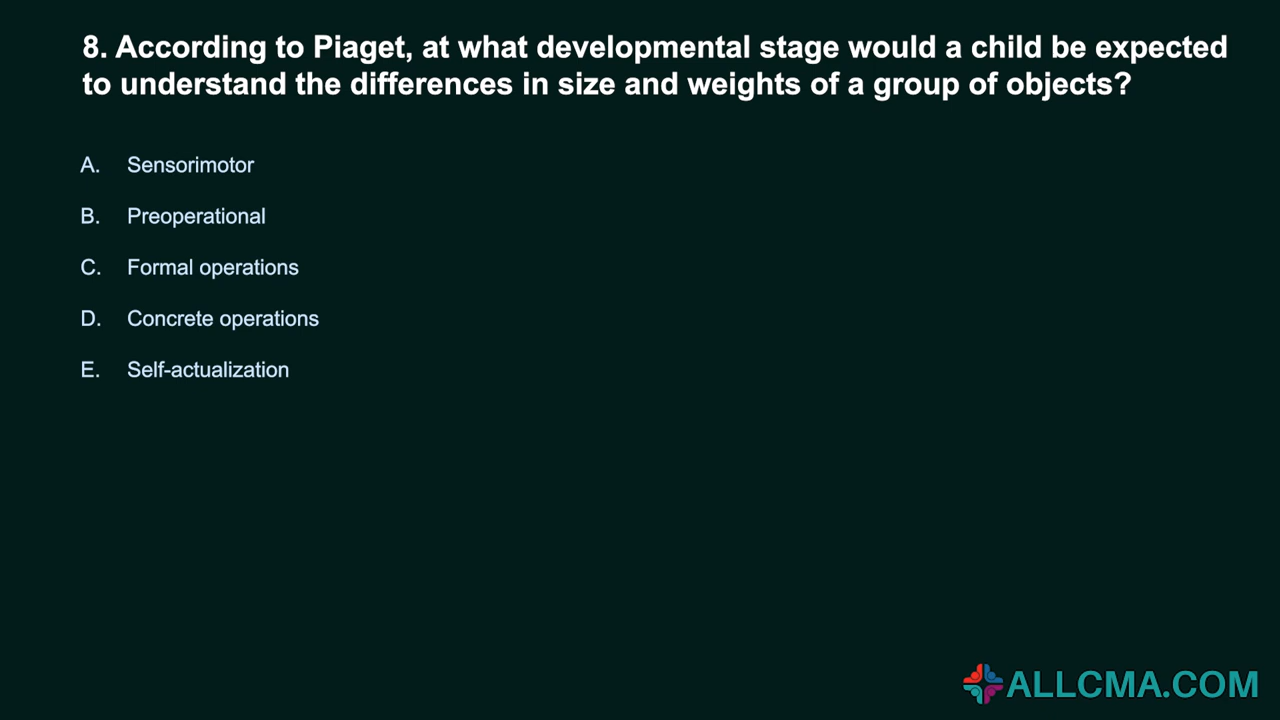 8. According to Piaget, at what developmental stage would a child be expected
to understand the differences in size and weights of a group of objects?
A. Sensorimotor
B. Preoperational
C. Formal operations
D. Concrete operations
E. Self-actualization
ALLCMA.COM